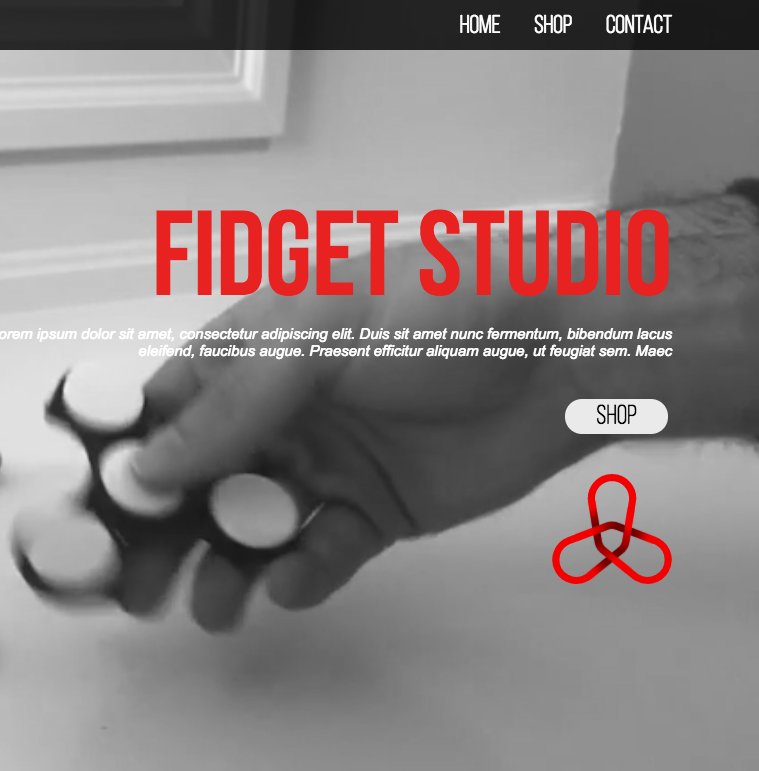 HOME SHOP CONTACT
FIDGET STUDIO
orem ipsum dolor sit amet, consectetur adipiscing elit. Duis sit amet nunc fermentum, bibendum lacus
eleifend, faucibus augue. Praesent efficitur aliquam augue, ut feugiat sem. Maec
SHOP